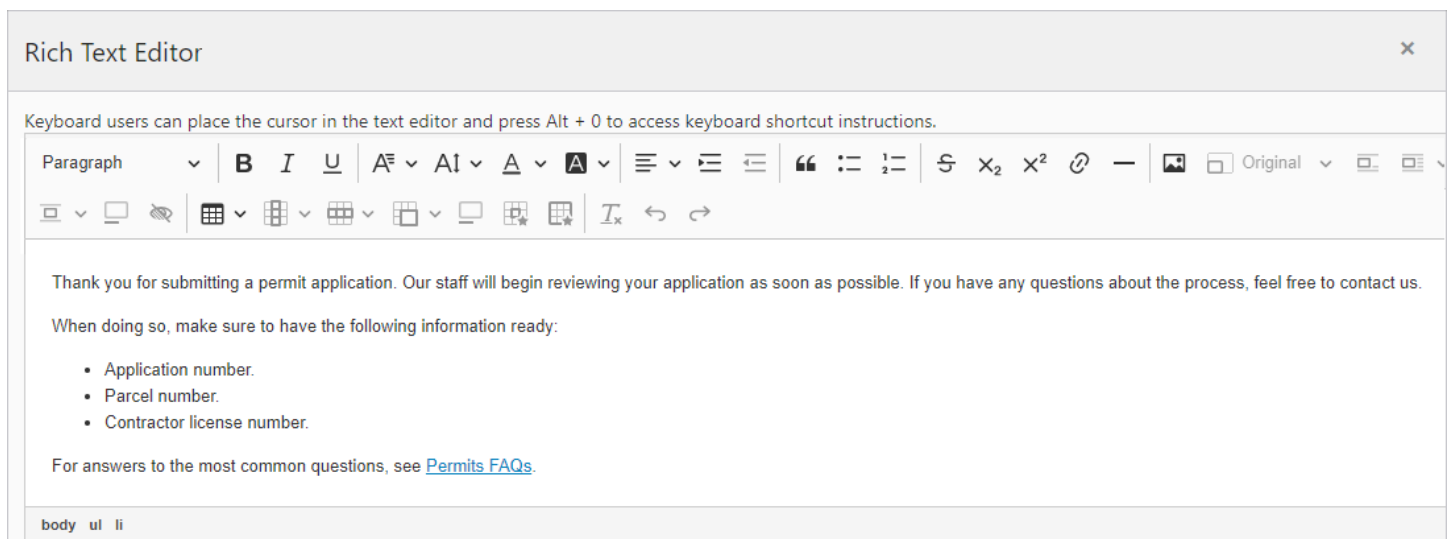 Rich Text Editor
Keyboard users can place the cursor in the text editor and press Alt + 0 to access keyboard shortcut instructions.
Paragraph
Original
Thank you for submitting a permit application. Our staff will begin reviewing your application as soon as possible. If you have any questions about the process, feel free to contact us.
When doing so, make sure to have the following information ready:
• Application number.
• Parcel number.
• Contractor license number.
For answers to the most common questions, see Permits FAQs.
body ul li